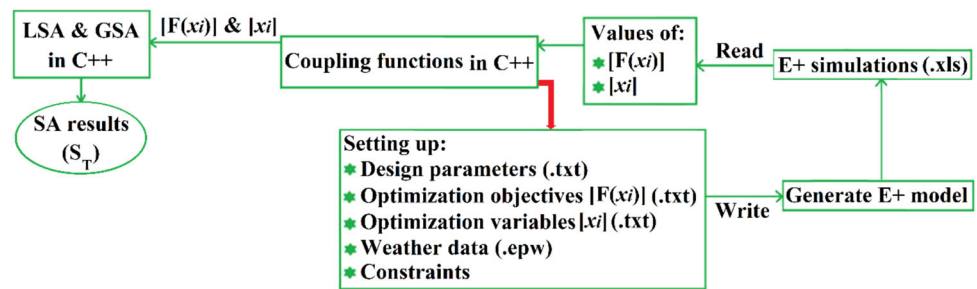 LSA & GSA
in C++
|F(xi)| & |xi|
Coupling functions in C++
Values of:
[F(xi)]
|xi|
Read
E+ simulations (.xls)
SA results
(S_T)
Setting up:
Design parameters (.txt)
Optimization objectives |F(xi)| (.txt)
Optimization variables |xi| (.txt)
Weather data (.epw)
Constraints
Write
Generate E+ model